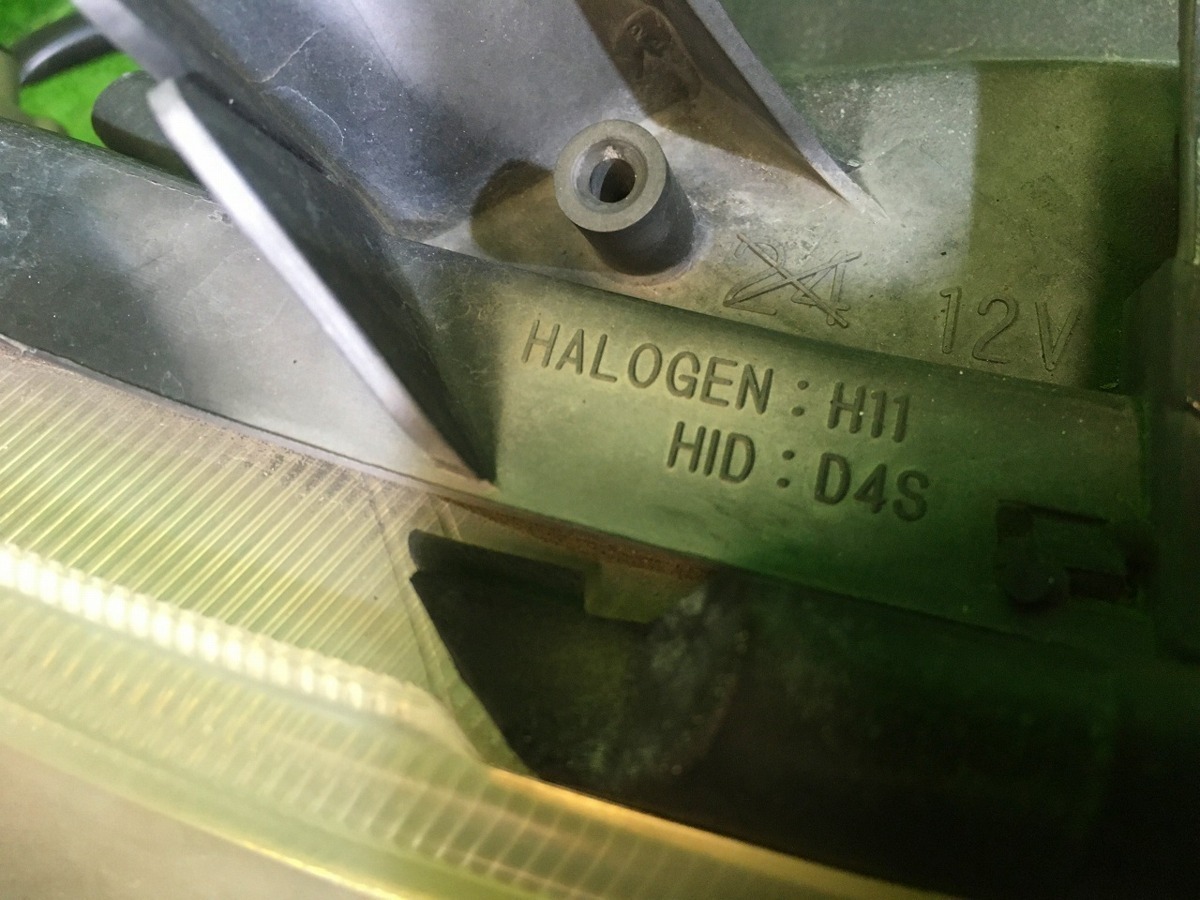 24 12V
HALOGEN : H11
HID : D4S